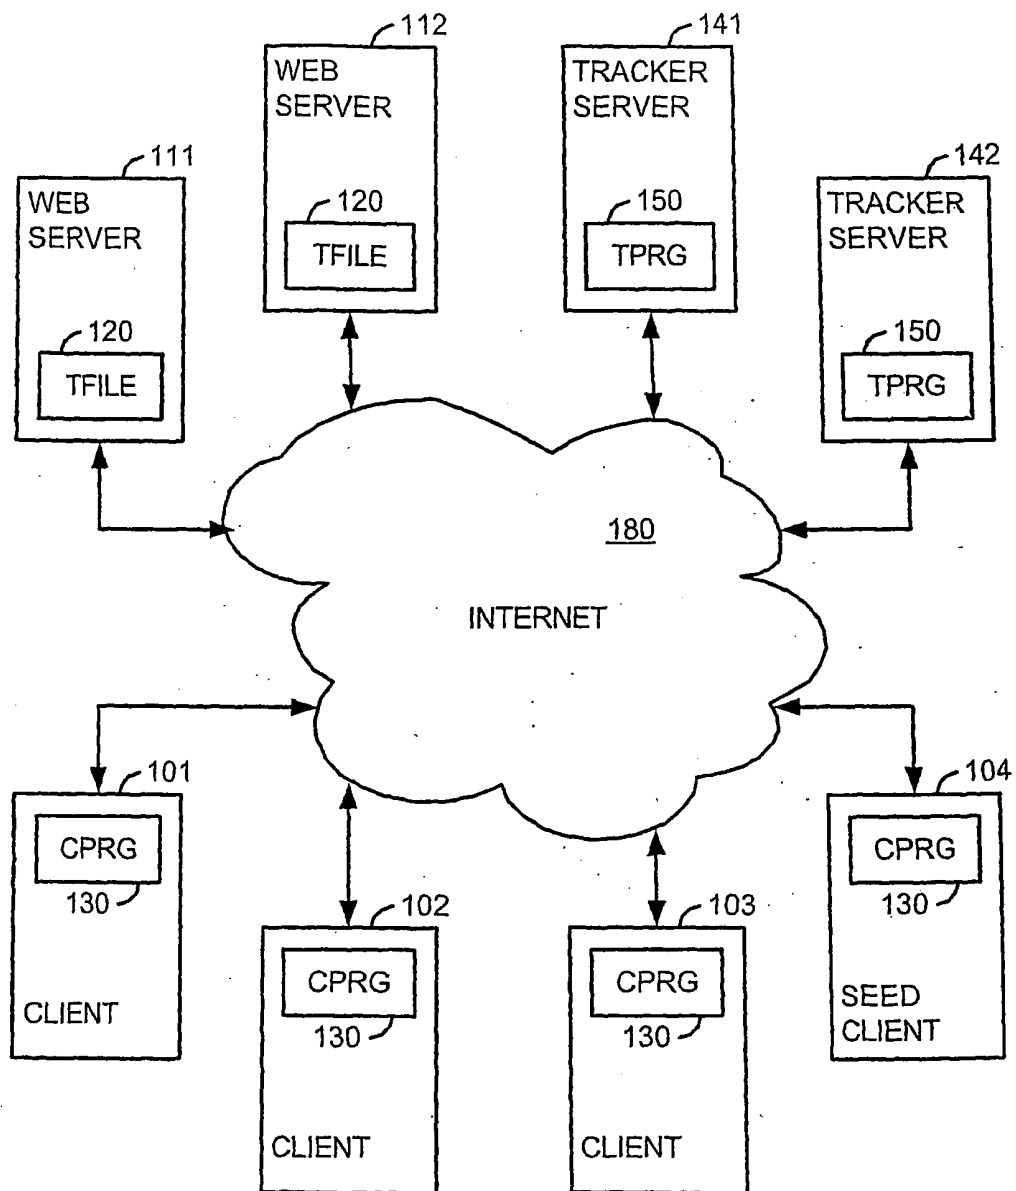 112
WEB
SERVER
120
TFILE
141
TRACKER
SERVER
150
TPRG
111
WEB
SERVER
120
TFILE
142
TRACKER
SERVER
150
TPRG
180
INTERNET
101
CPRG
130
CLIENT
102
CPRG
130
CLIENT
103
CPRG
130
CLIENT
104
CPRG
130
SEED
CLIENT